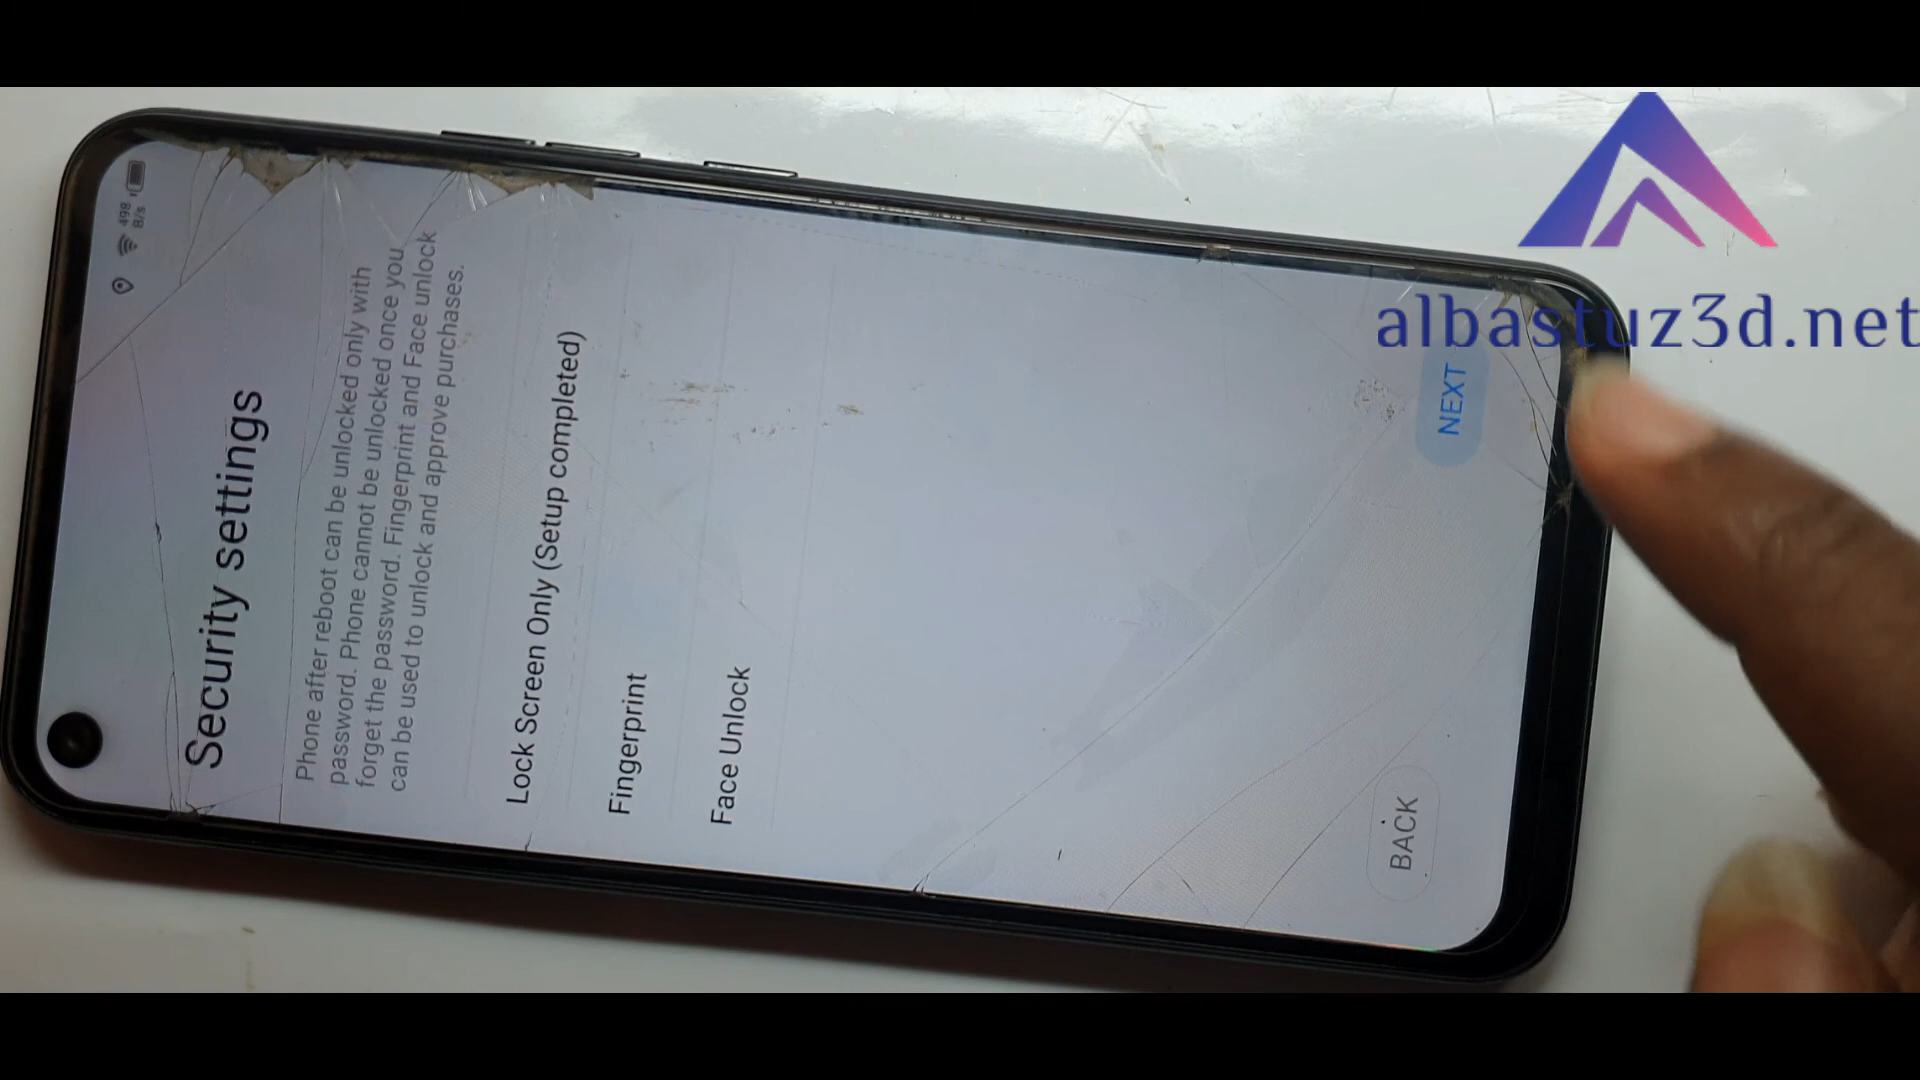 498
B/s
Security settings
Phone after reboot can be unlocked only with
password. Phone cannot be unlocked once you
forget the password. Fingerprint and Face unlock
can be used to unlock and approve purchases.
Lock Screen Only (Setup completed)
Fingerprint
Face Unlock
BACK
NEXT
albastuz3d.net